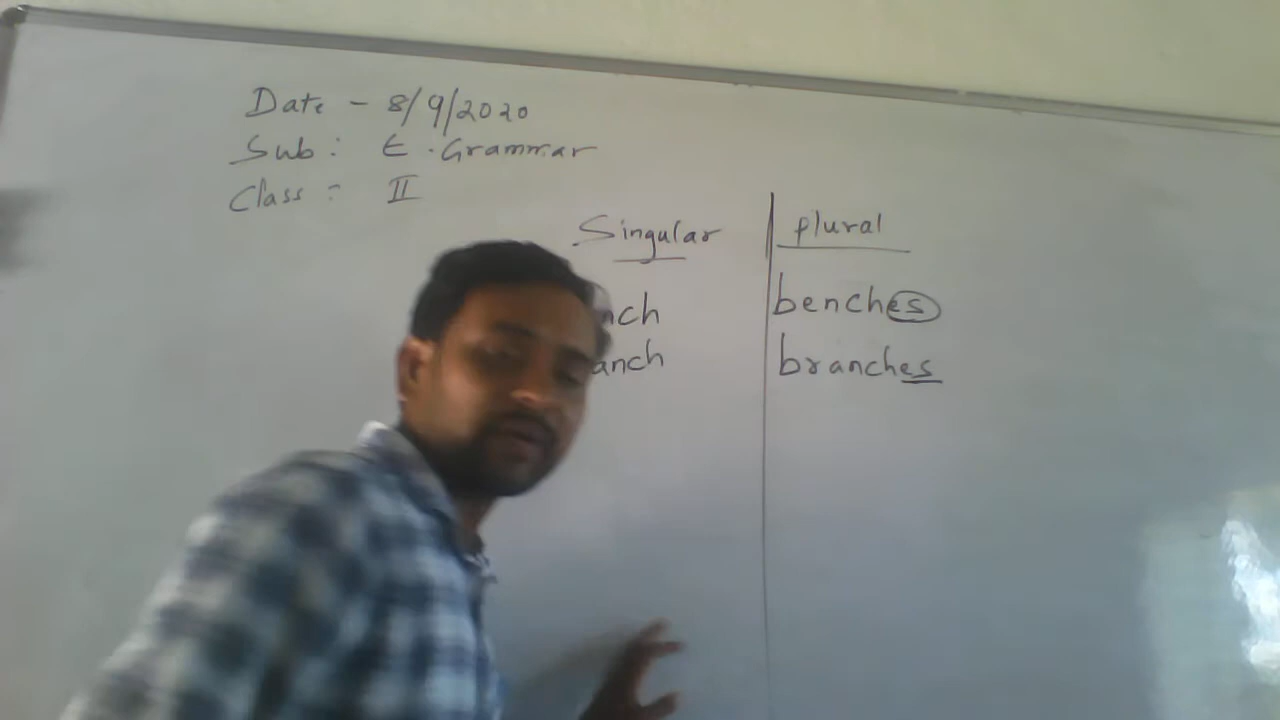 Date - 8/9/2020
Sub: E. Grammar
Class: II
Singular plural
nch benches
anch branches